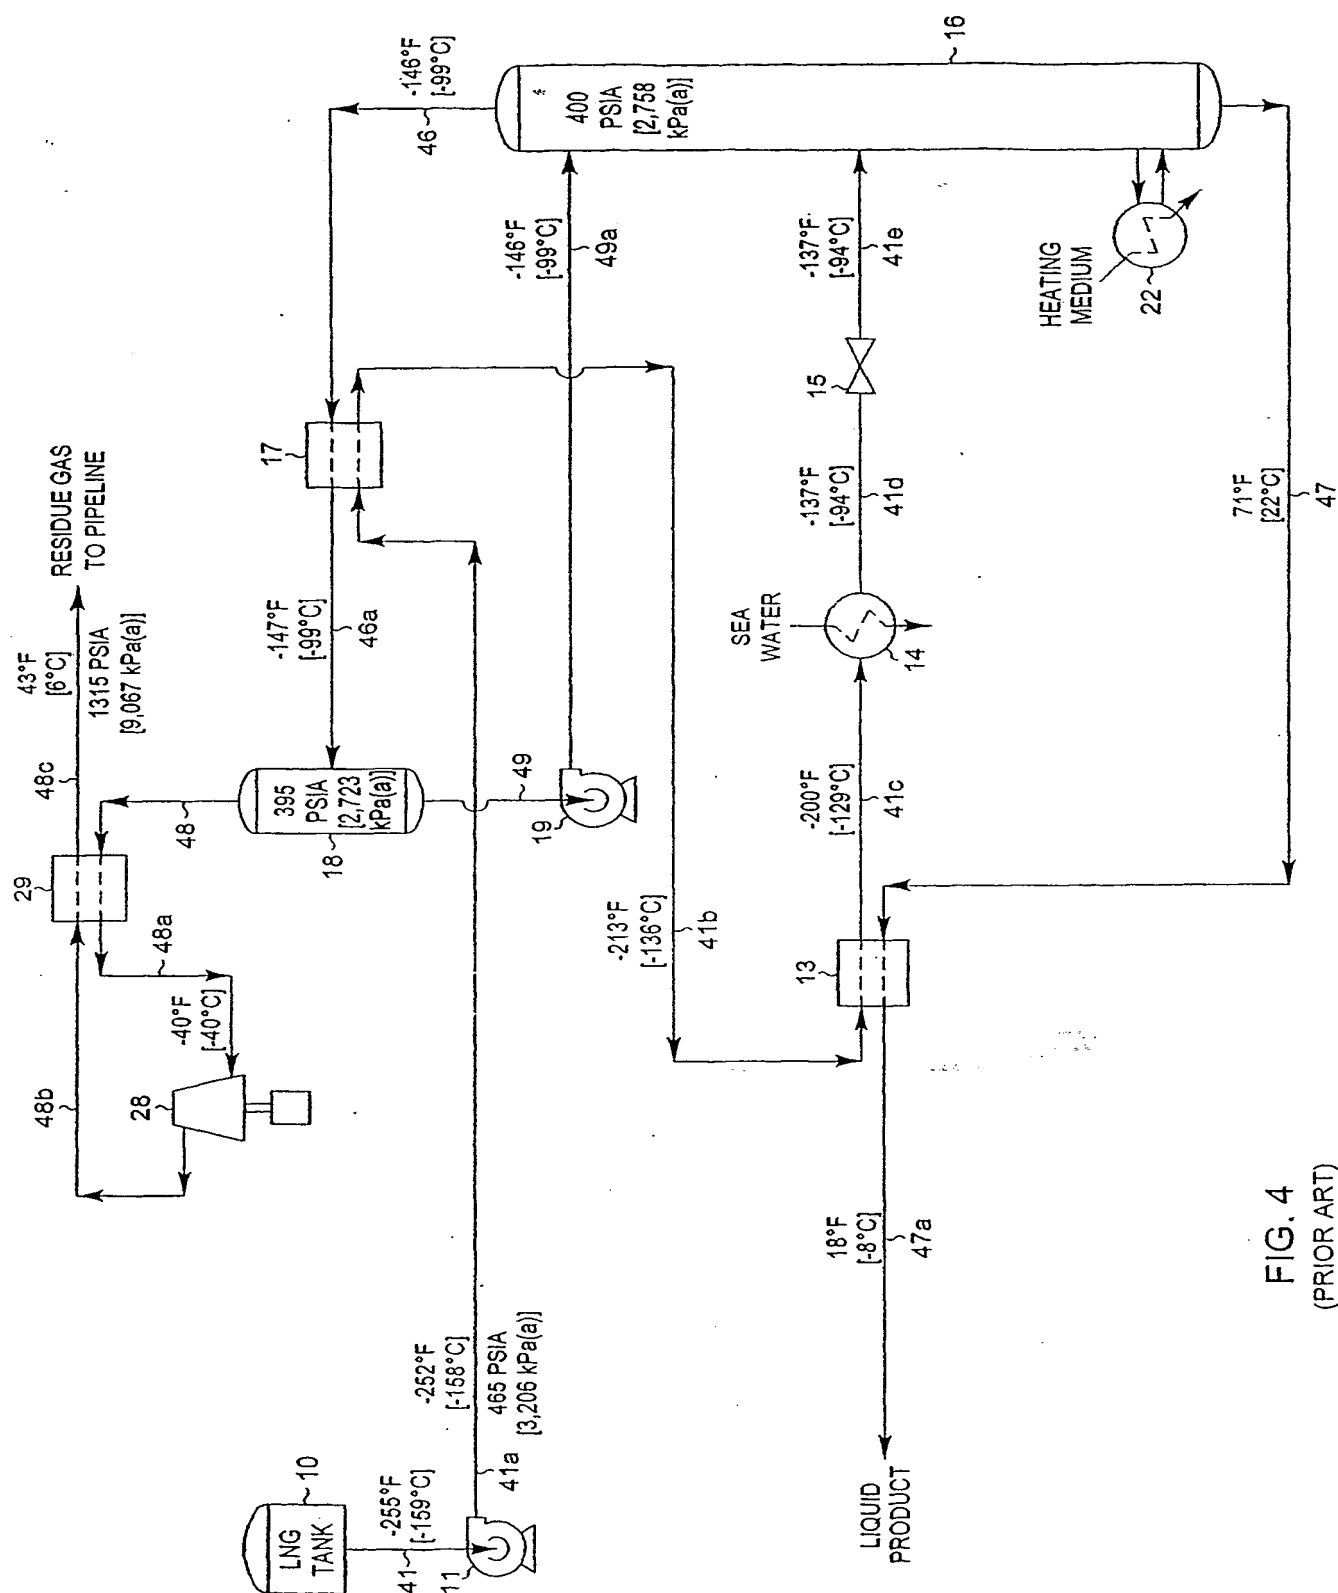 RESIDUE GAS
TO PIPELINE
43°F
[6°C]
1315 PSIA
[9,067 kPa(a)]
48c
29
48
48a
-40°F
[-40°C]
48b
28
395
PSIA
[2,723
kPa(a)]
18
-147°F
[-99°C]
46a
17
-146°F
[-99°C]
46
400
PSIA
[2,758
kPa(a)]
16
49
19
-146°F
[-99°C]
49a
LNG
TANK
10
-255°F
[-159°C]
41
11
-252°F
[-158°C]
465 PSIA
[3,206 kPa(a)]
41a
-213°F
[-136°C]
41b
13
-200°F
[-129°C]
41c
SEA
WATER
14
-137°F
[-94°C]
41d
15
-137°F
[-94°C]
41e
HEATING
MEDIUM
22
71°F
[22°C]
47
18°F
[-8°C]
47a
LIQUID
PRODUCT
FIG. 4
(PRIOR ART)